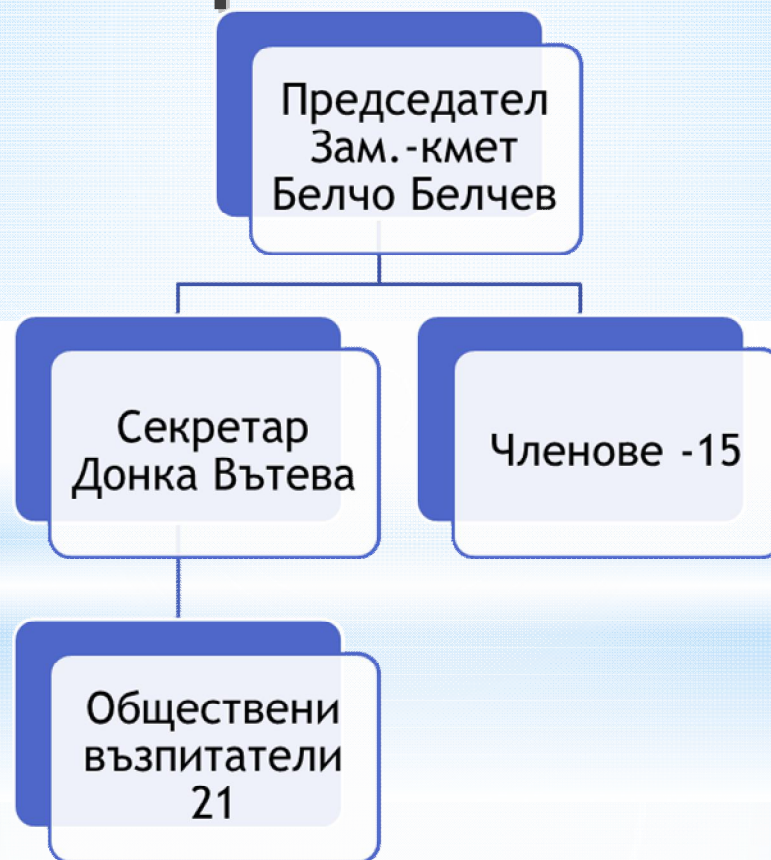 Председател
Зам.-кмет
Белчо Белчев
Секретар
Донка Вътева
Членове -15
Обществени
възпитатели
21